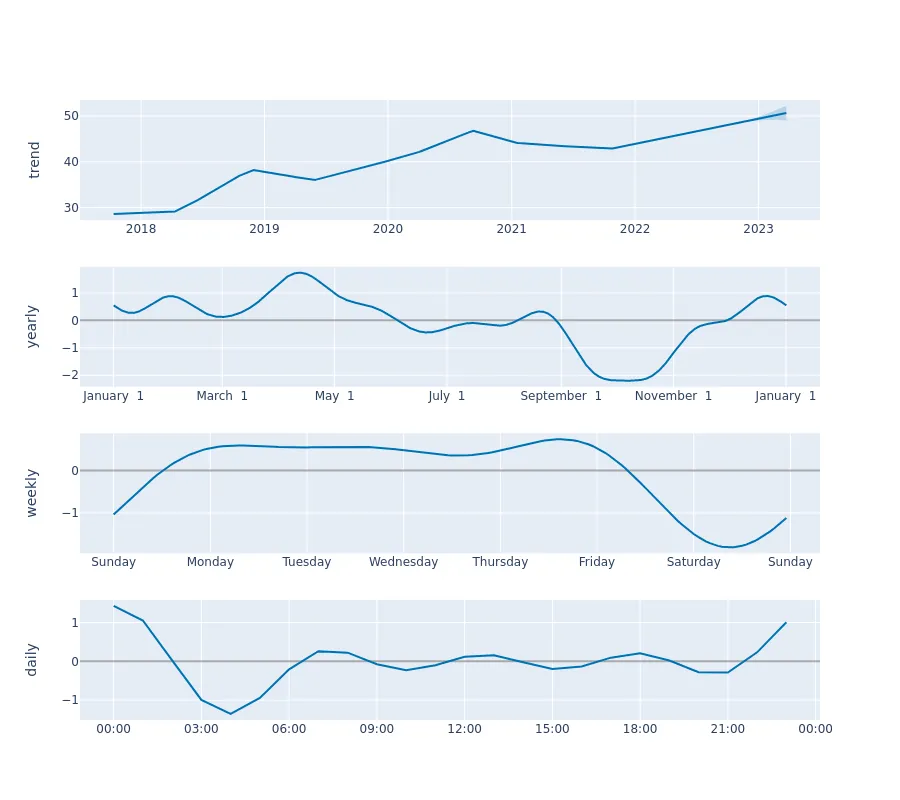 trend
50
40
30
2018 2019 2020 2021 2022 2023
yearly
1
0
−1
−2
January 1 March 1 May 1 July 1 September 1 November 1 January 1
weekly
0
−1
Sunday Monday Tuesday Wednesday Thursday Friday Saturday Sunday
daily
1
0
−1
00:00 03:00 06:00 09:00 12:00 15:00 18:00 21:00 00:00